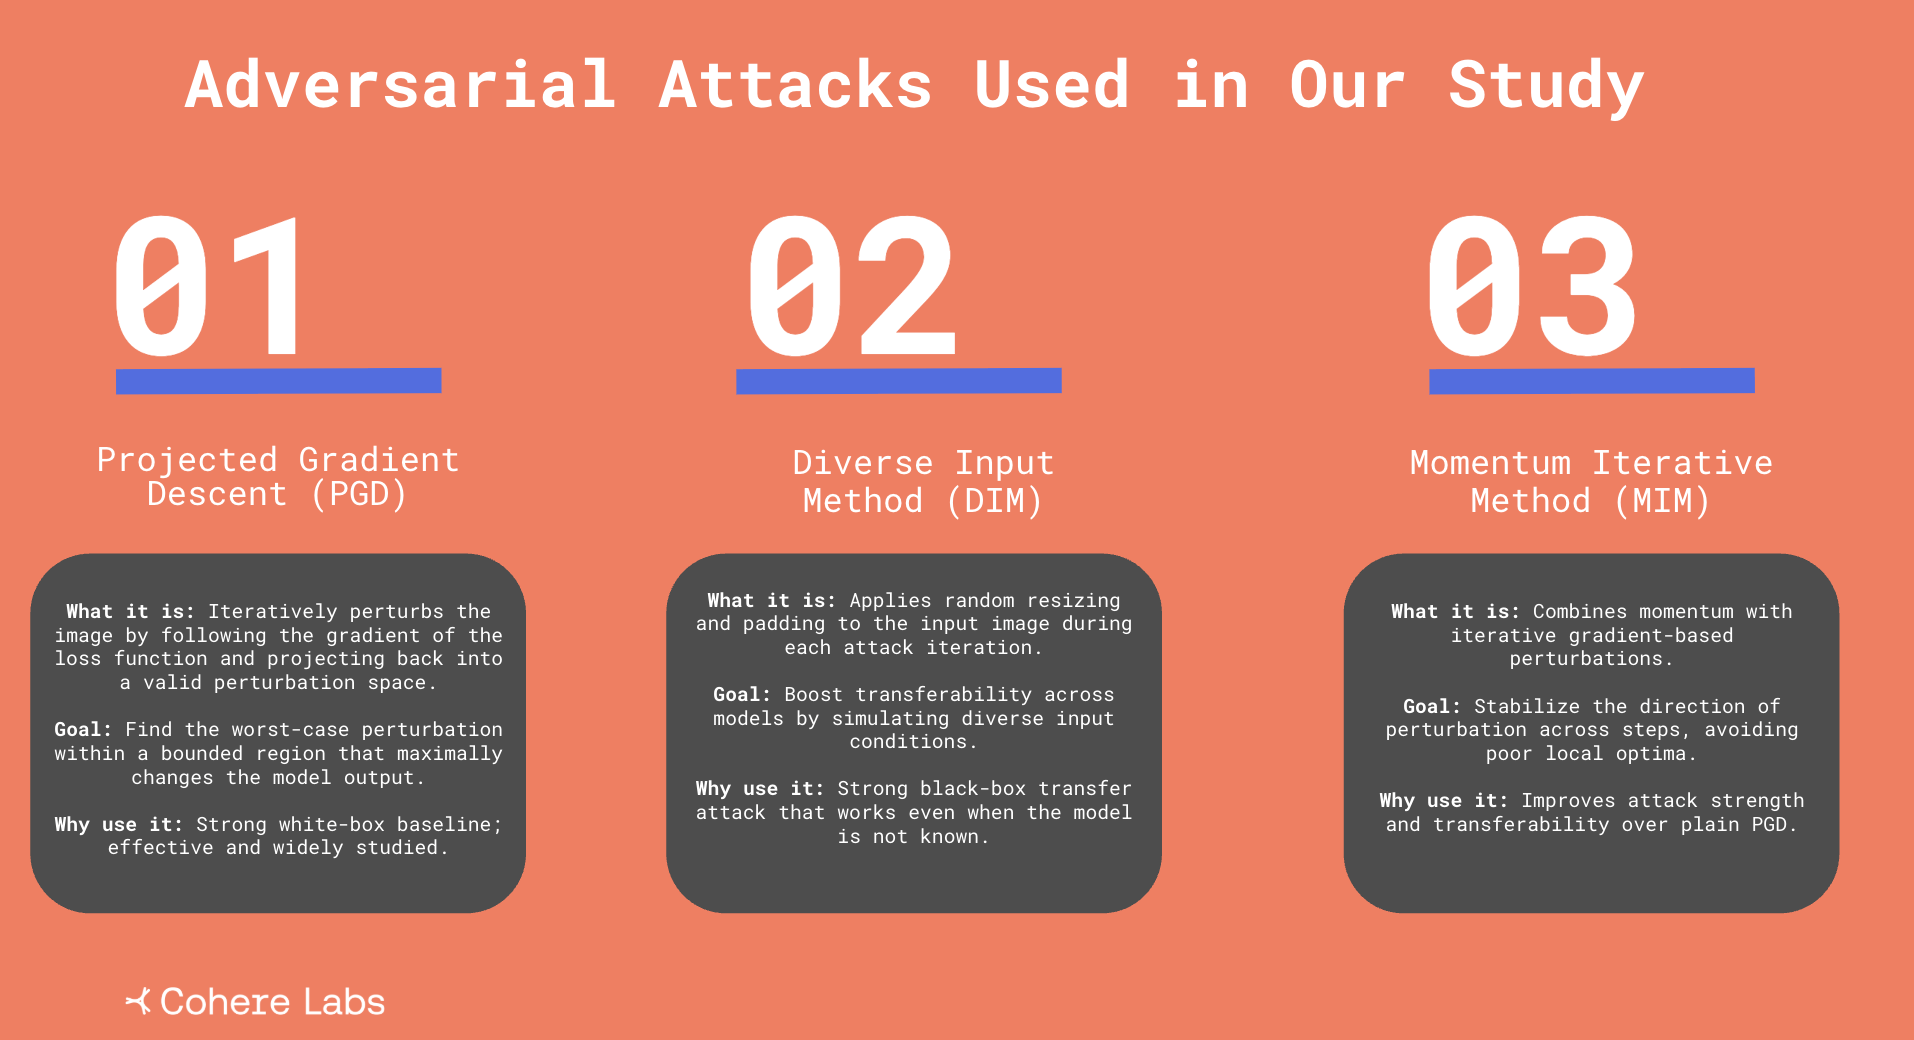 Adversarial Attacks Used in Our Study
01
Projected Gradient
Descent (PGD)
What it is: Iteratively perturbs the
image by following the gradient of the
loss function and projecting back into
a valid perturbation space.
Goal: Find the worst-case perturbation
within a bounded region that maximally
changes the model output.
Why use it: Strong white-box baseline;
effective and widely studied.
02
Diverse Input
Method (DIM)
What it is: Applies random resizing
and padding to the input image during
each attack iteration.
Goal: Boost transferability across
models by simulating diverse input
conditions.
Why use it: Strong black-box transfer
attack that works even when the model
is not known.
03
Momentum Iterative
Method (MIM)
What it is: Combines momentum with
iterative gradient-based
perturbations.
Goal: Stabilize the direction of
perturbation across steps, avoiding
poor local optima.
Why use it: Improves attack strength
and transferability over plain PGD.
Cohere Labs